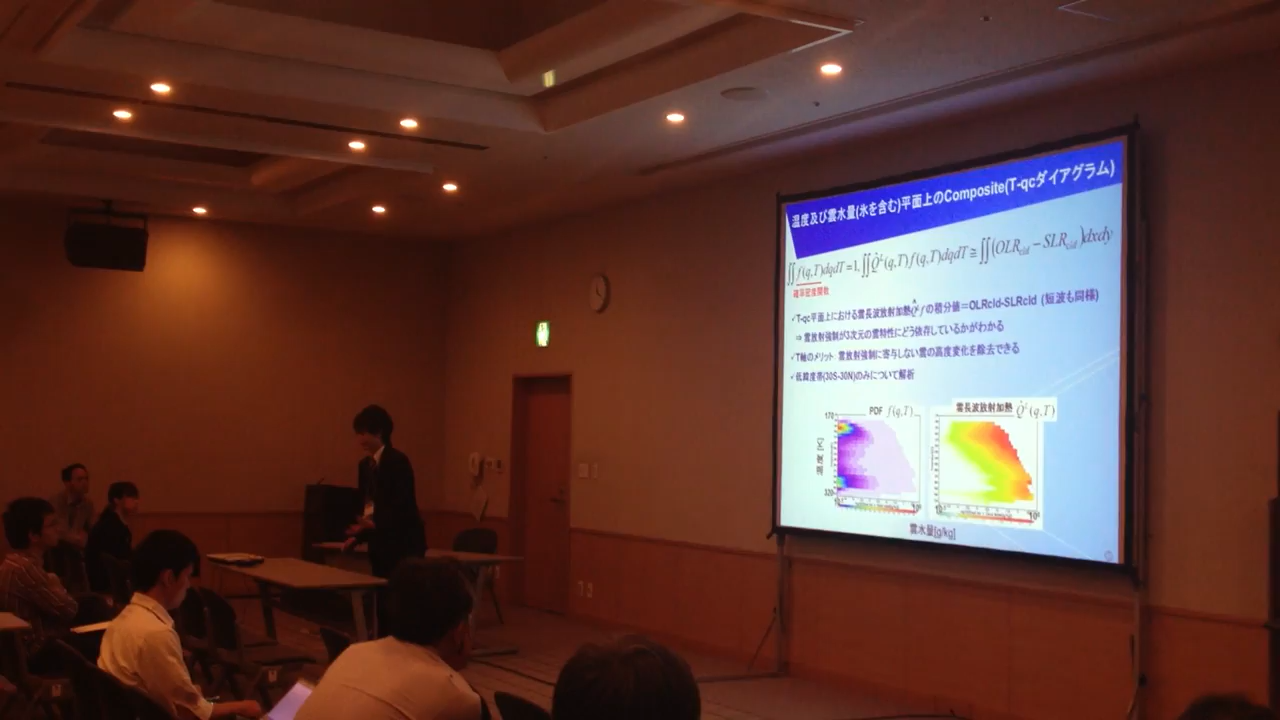 温度及び雲水量(氷を含む)平面上のComposite(T-qcダイアグラム)
∬f(q,T)dqdT=1, ∬Q̇ᴸ(q,T)f(q,T)dqdT≅∬(OLRcld−SLRcld)dxdy
確率密度関数
✓T-qc平面上における雲長波放射加熱Q̇ᴸfの積分値=OLRcld-SLRcld (短波も同様)
⇒ 雲放射強制が3次元の雲特性にどう依存しているかがわかる
✓T軸のメリット：雲放射強制に寄与しない雲の高度変化を除去できる
✓低緯度帯(30S-30N)のみについて解析
PDF f(q,T)
雲長波放射加熱 Q̇ᴸ(q,T)
170
温度 [K]
320
雲水量[g/kg]